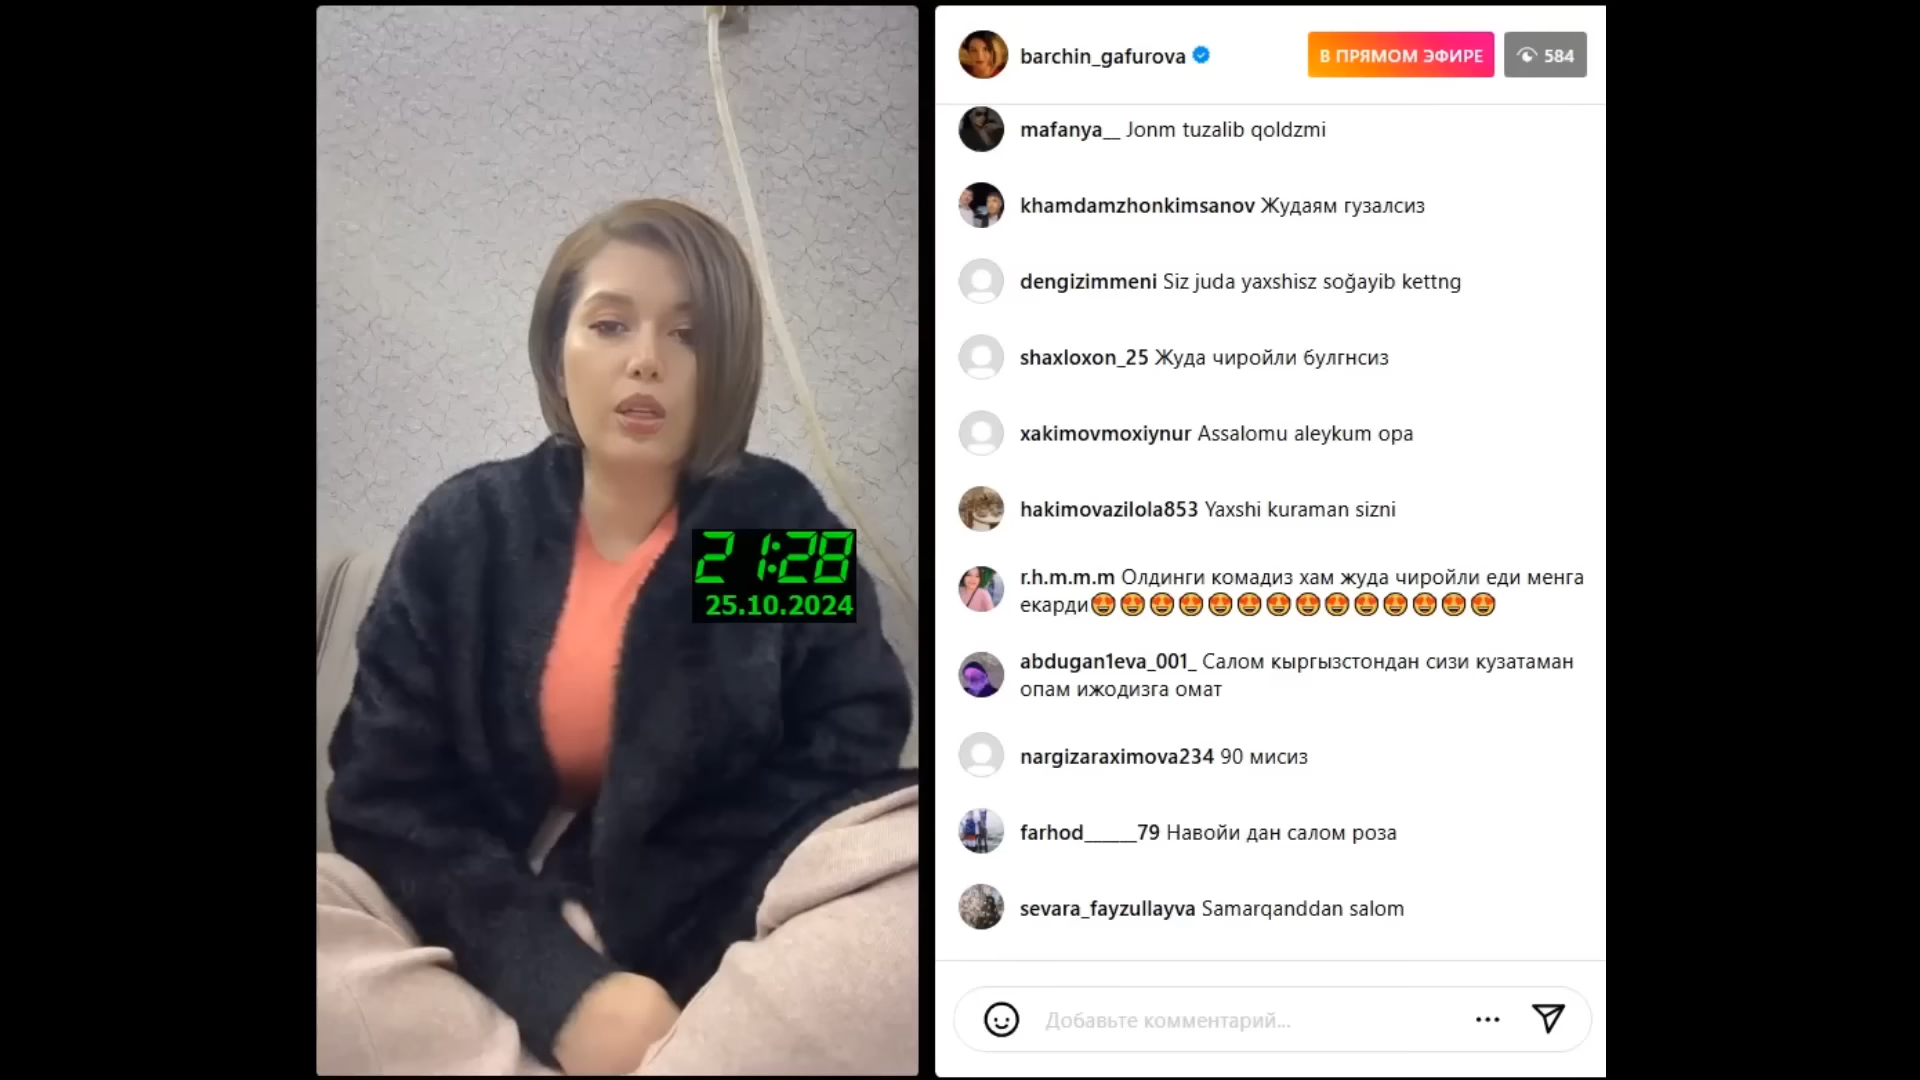 21:28
25.10.2024
barchin_gafurova
В ПРЯМОМ ЭФИРЕ
584
mafanya__ Jonm tuzalib qoldzmi
khamdamzhonkimsanov Жудаям гузалсиз
dengizimmeni Siz juda yaxshisz soğayib kettng
shaxloxon_25 Жуда чиройли булгнсиз
xakimovmoxiynur Assalomu aleykum opa
hakimovazilola853 Yaxshi kuraman sizni
r.h.m.m.m Олдинги комадиз хам жуда чиройли еди менга
екарди😍😍😍😍😍😍😍😍😍😍😍😍😍😍
abdugan1eva_001_ Салом кыргызстондан сизи кузатаман
опам ижодизга омат
nargizaraximova234 90 мисиз
farhod______79 Навойи дан салом роза
sevara_fayzullayva Samarqanddan salom
Добавьте комментарий...